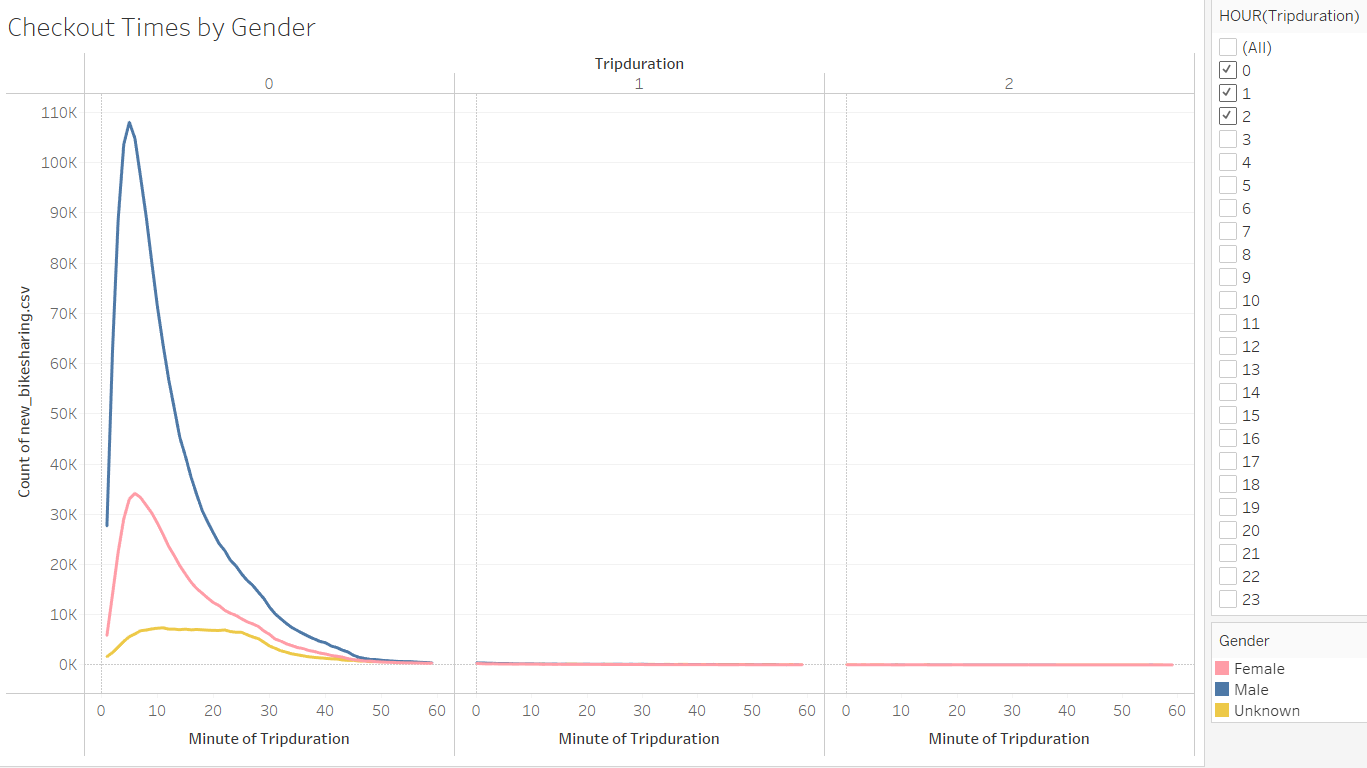 Checkout Times by Gender
Tripduration
0 1 2
110K
100K
90K
80K
70K
60K
50K
40K
30K
20K
10K
0K
Count of new_bikesharing.csv
0 10 20 30 40 50 60 0 10 20 30 40 50 60 0 10 20 30 40 50 60
Minute of Tripduration Minute of Tripduration Minute of Tripduration
HOUR(Tripduration)
(All)
0
1
2
3
4
5
6
7
8
9
10
11
12
13
14
15
16
17
18
19
20
21
22
23
Gender
Female
Male
Unknown